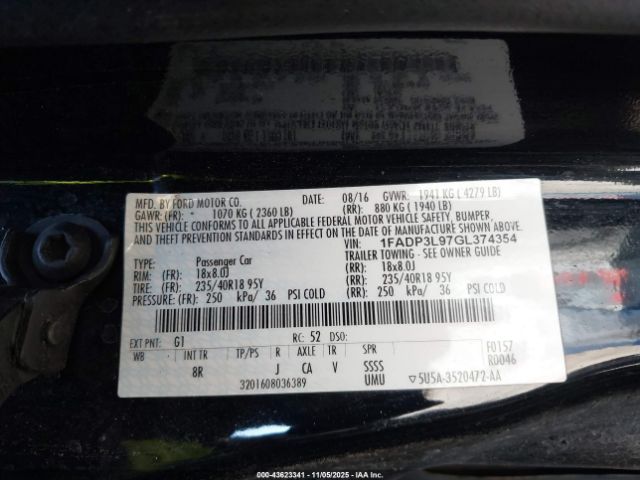 MFD. BY FORD MOTOR CO. DATE: 08/16 GVWR: 1941 KG ( 4279 LB)
GAWR: (FR): - 1070 KG ( 2360 LB) (RR): 880 KG ( 1940 LB)
THIS VEHICLE CONFORMS TO ALL APPLICABLE FEDERAL MOTOR VEHICLE SAFETY, BUMPER,
AND THEFT PREVENTION STANDARDS IN EFFECT ON THE DATE OF MANUFACTURE SHOWN ABOVE.
VIN: 1FADP3L97GL374354
TYPE: Passenger Car TRAILER TOWING - SEE OWNER GUIDE
RIM: (FR): 18x8.0J (RR): 18x8.0J
TIRE: (FR): 235/40R18 95Y (RR): 235/40R18 95Y
PRESSURE: (FR): 250 kPa/ 36 PSI COLD (RR): 250 kPa/ 36 PSI COLD
EXT PNT: G1 RC: 52 DSO: F0157
WB INT TR TP/PS R AXLE TR SPR R0046
8R J CA V SSSS
3201608036389 UMU ▽5U5A-3520472-AA
© IAA 000-43623341 | 11/05/2025 - IAAI.COM